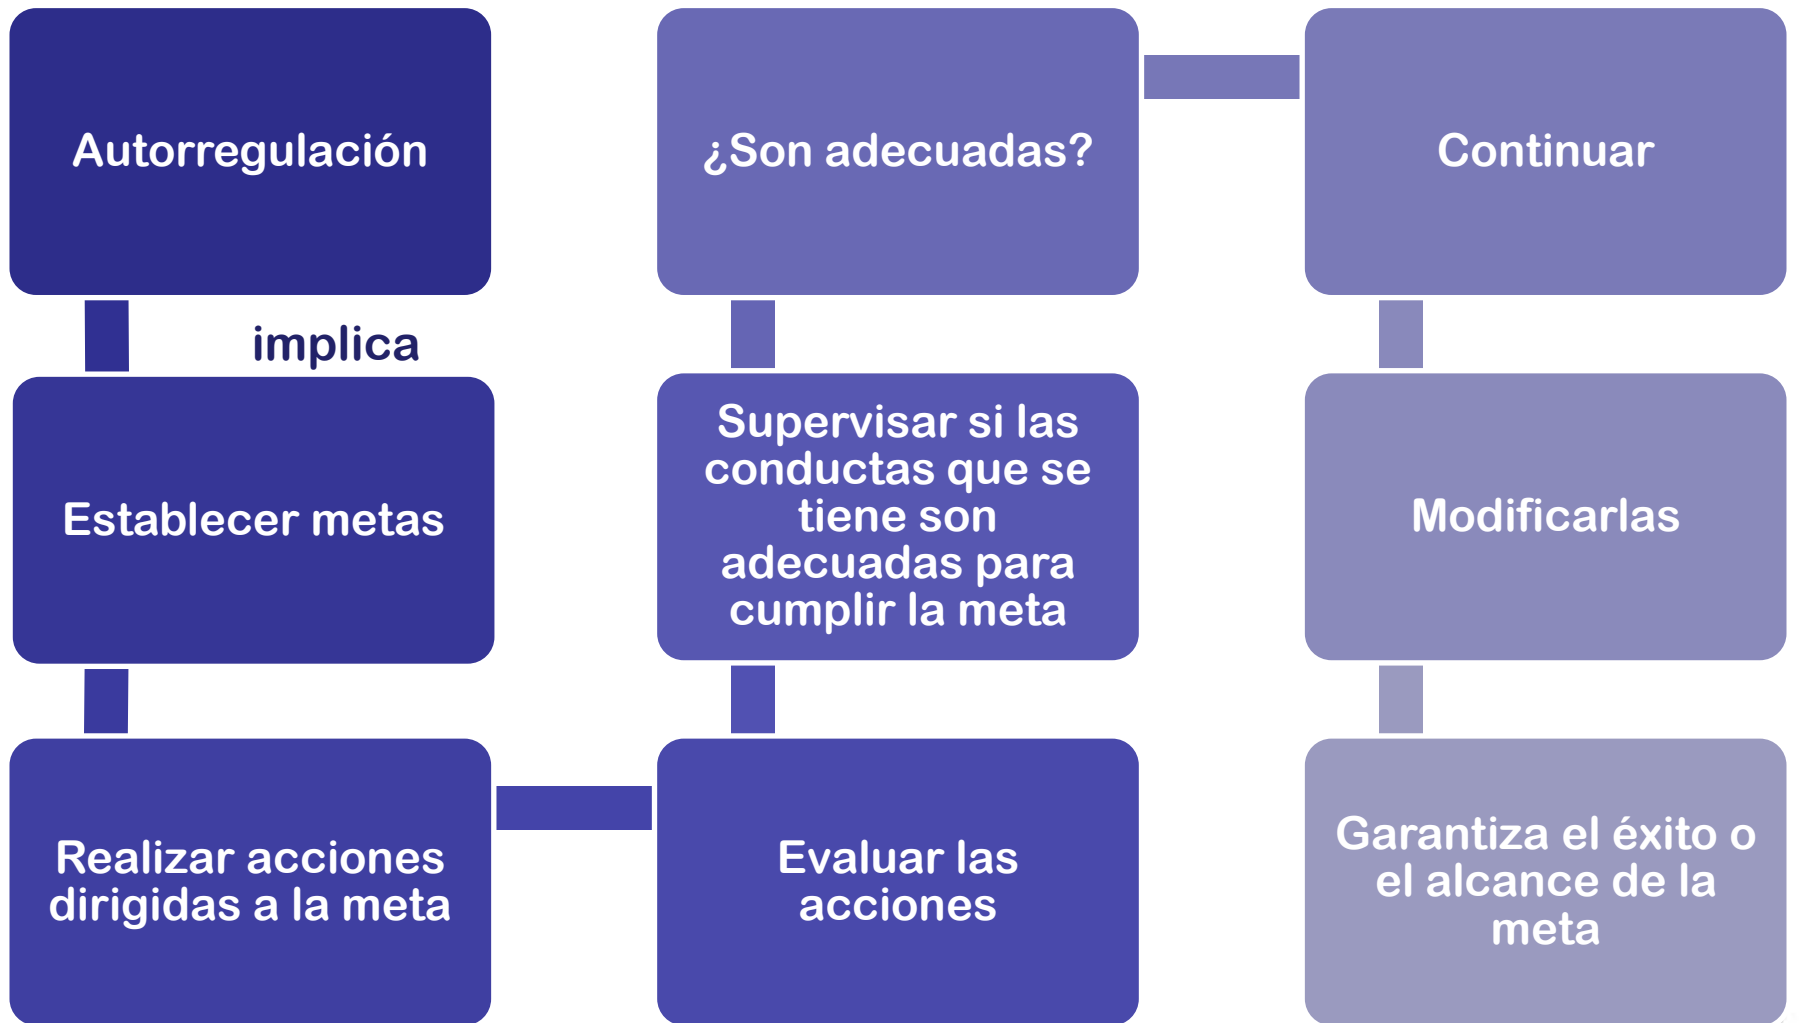 Autorregulación
implica
Establecer metas
Realizar acciones
dirigidas a la meta
Evaluar las
acciones
Supervisar si las
conductas que se
tiene son
adecuadas para
cumplir la meta
¿Son adecuadas?
Continuar
Modificarlas
Garantiza el éxito o
el alcance de la
meta